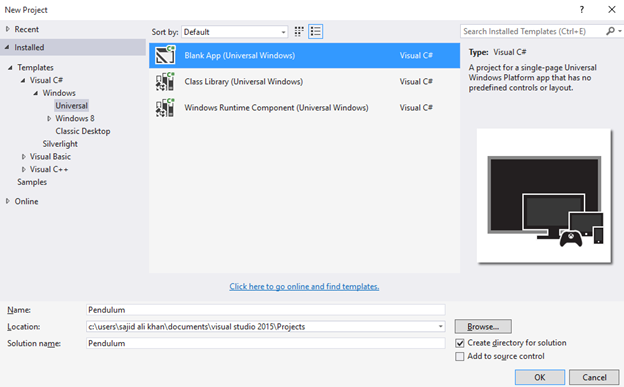 New Project
Recent
Installed
Sort by: Default
Search Installed Templates (Ctrl+E)
Templates
Visual C#
Windows
Universal
Windows 8
Classic Desktop
Silverlight
Visual Basic
Visual C++
Samples
Online
Blank App (Universal Windows) Visual C#
Class Library (Universal Windows) Visual C#
Windows Runtime Component (Universal Windows) Visual C#
Type: Visual C#
A project for a single-page Universal
Windows Platform app that has no
predefined controls or layout.
Click here to go online and find templates.
Name: Pendulum
Location: c:\users\sajid ali khan\documents\visual studio 2015\Projects
Browse...
Solution name: Pendulum
Create directory for solution
Add to source control
OK Cancel